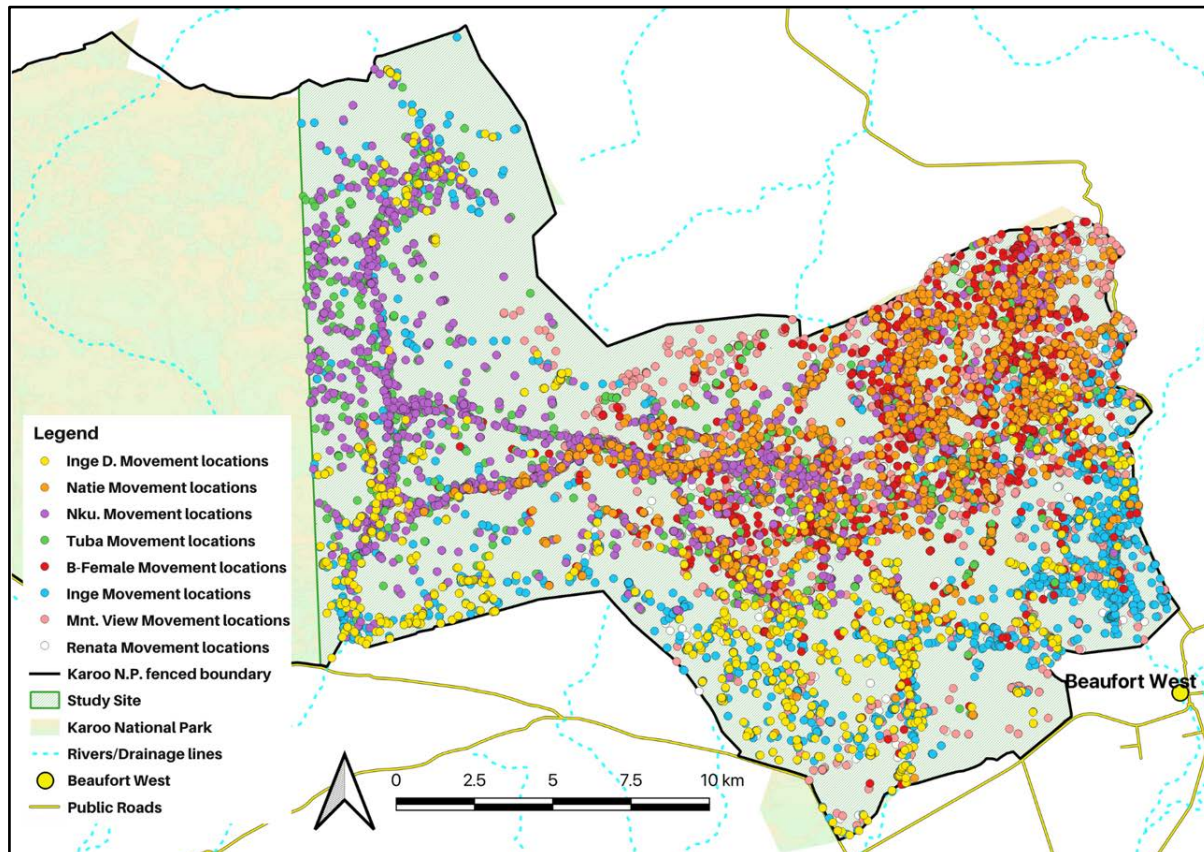 Legend
Inge D. Movement locations
Natie Movement locations
Nku. Movement locations
Tuba Movement locations
B-Female Movement locations
Inge Movement locations
Mnt. View Movement locations
Renata Movement locations
Karoo N.P. fenced boundary
Study Site
Karoo National Park
Rivers/Drainage lines
Beaufort West
Public Roads
0 2.5 5 7.5 10 km
Beaufort West